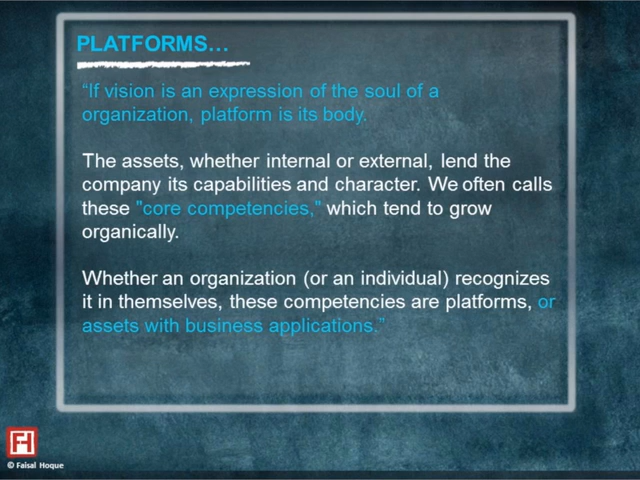 PLATFORMS…
“If vision is an expression of the soul of a
organization, platform is its body.
The assets, whether internal or external, lend the
company its capabilities and character. We often calls
these "core competencies," which tend to grow
organically.
Whether an organization (or an individual) recognizes
it in themselves, these competencies are platforms, or
assets with business applications.”
FH
© Faisal Hoque